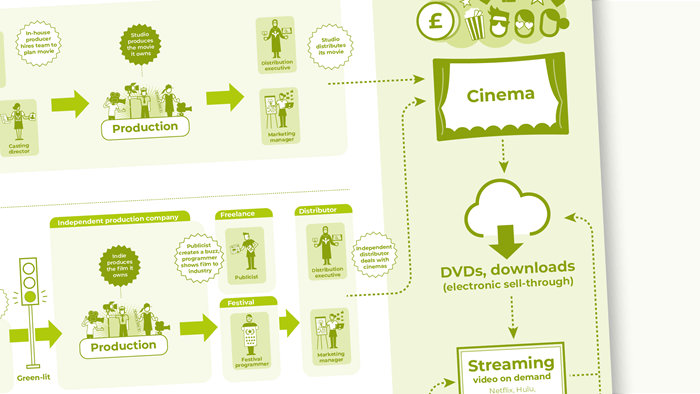 In-house
producer
hires team to
plan movie
Casting
director
Studio
produces
the movie
it owns
Production
Distribution
executive
Marketing
manager
Studio
distributes
its movie
£
Cinema
DVDs, downloads
(electronic sell-through)
Streaming
video on demand
Netflix, Hulu,
Green-lit
Independent production company
Indie
produces
the film it
owns
Production
Publicist
creates a buzz,
programmer
shows film to
industry
Freelance
Publicist
Festival
Festival
programmer
Distributor
Distribution
executive
Marketing
manager
Independent
distributor
deals with
cinemas